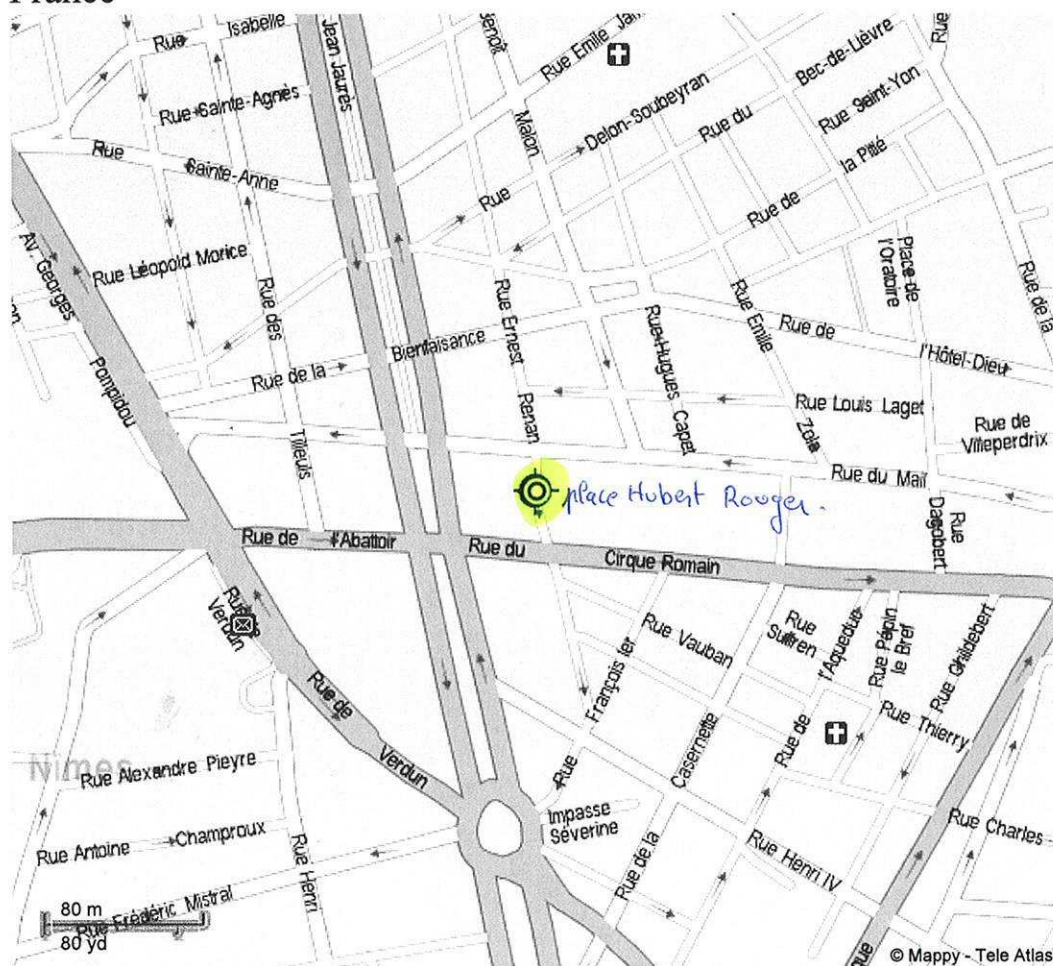 France
Rue
Isabelle
Jean Jaurès
Benoît
Malon
Rue Emile
Rue Sainte-Agnès
Delon-Soubeyran
Rue du
Bec-de-Lièvre
Rue Saint-Yon
Rue
Sainte-Anne
Rue
Rue de
la Pitié
Av. Georges
Pompidou
Rue Léopold Morice
Rue des
Tilleuls
Rue Ernest
Renan
Rue Hugues Capet
Rue Emile
Zola
Place de
l'Oratoire
Rue de la
Rue de la
Bienfaisance
Rue de
l'Hôtel-Dieu
Rue Louis Laget
Rue de
Villeperdrix
Rue du Mail
place Hubert Rouger.
Rue
Dagobert
Rue de
l'Abattoir
Rue du
Cirque Romain
Verdun
Rue de
Verdun
Rue Vauban
Rue
Suffren
Rue de
l'Aqueduc
Rue Pépin
le Bref
Rue Childebert
Rue
François Ier
Rue Thierry
Nîmes
Rue Alexandre Pieyre
Rue de la
Casernette
Impasse
Séverine
Rue Antoine
Champroux
Rue Henri
Rue Henri IV
Rue Charles
Rue Frédéric Mistral
80 m
80 yd
© Mappy - Tele Atlas